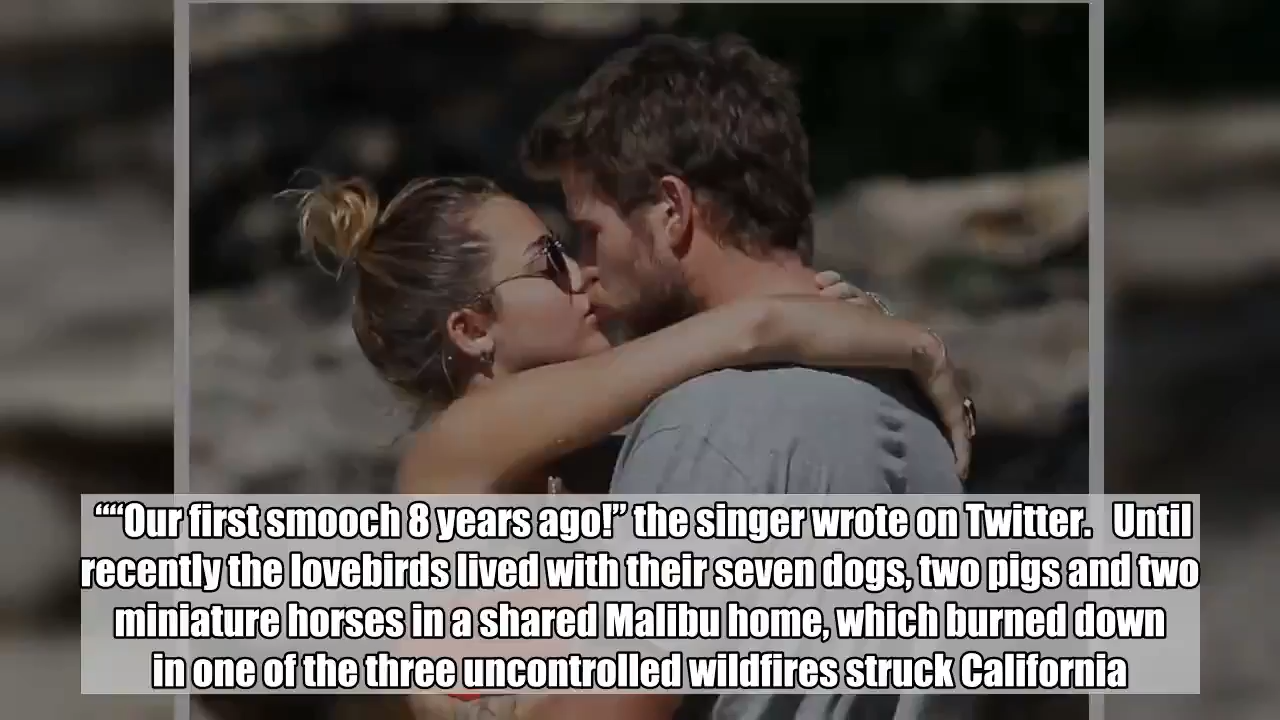 ““Our first smooch 8 years ago!” the singer wrote on Twitter.   Until
recently the lovebirds lived with their seven dogs, two pigs and two
miniature horses in a shared Malibu home, which burned down
in one of the three uncontrolled wildfires struck California